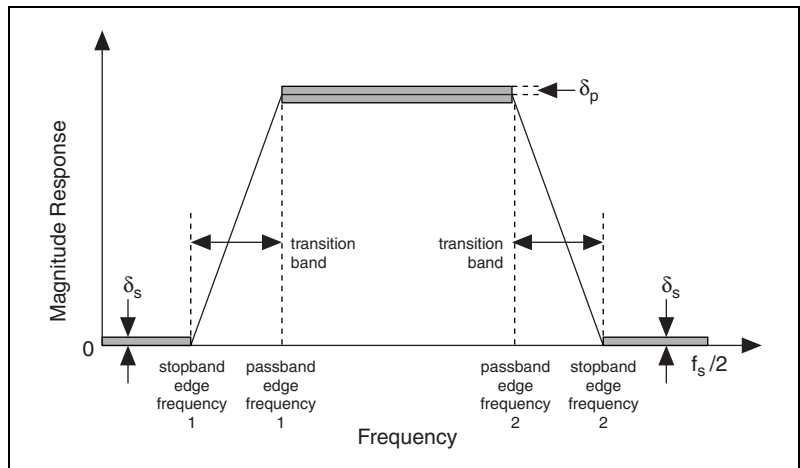 Magnitude Response
δp
transition
band
transition
band
δs
δs
0
fs/2
stopband
edge
frequency
1
passband
edge
frequency
1
passband
edge
frequency
2
stopband
edge
frequency
2
Frequency